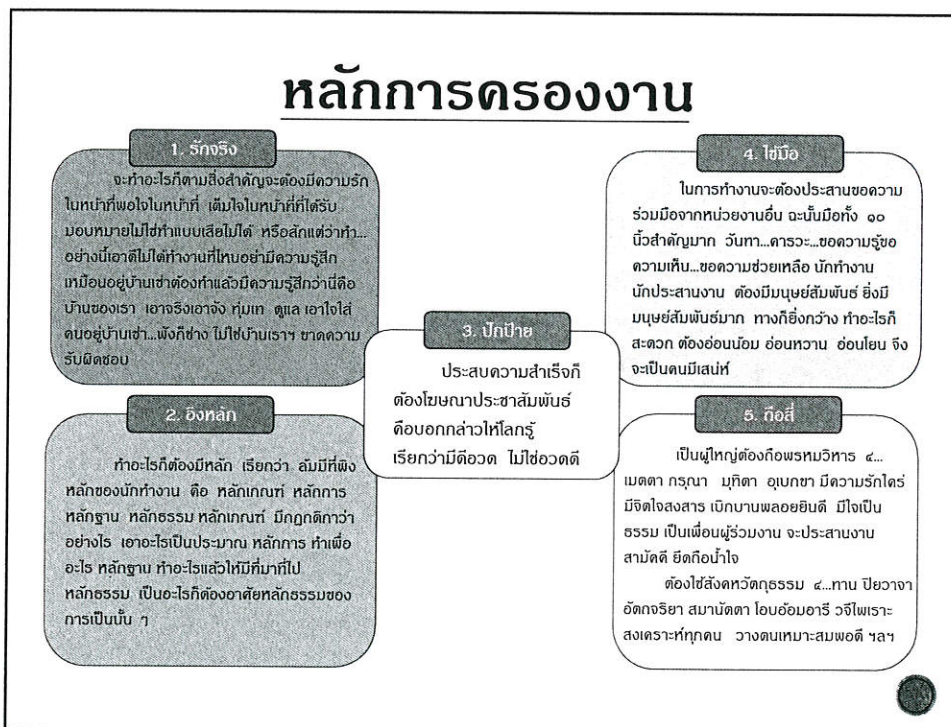 หลักการครองงาน
1. รักจริง
จะทำอะไรก็ตามสิ่งสำคัญจะต้องมีความรัก
ในหน้าที่พอใจในหน้าที่ เต็มใจในหน้าที่ที่ได้รับ
มอบหมายไม่ใช่ทำแบบเสียไม่ได้ หรือสักแต่ว่าทำ...
อย่างนี้เอาดีไม่ได้ทำงานที่ไหนอย่ามีความรู้สึก
เหมือนอยู่บ้านเช่าต้องทำแล้วมีความรู้สึกว่านี่คือ
บ้านของเรา เอาจริงเอาจัง ทุ่มเท ดูแล เอาใจใส่
คนอยู่บ้านเช่า...พังก็ช่าง ไม่ใช่บ้านเราฯ ขาดความ
รับผิดชอบ
2. อิงหลัก
ทำอะไรก็ต้องมีหลัก เรียกว่า ล้มมีที่พิง
หลักของนักทำงาน คือ หลักเกณฑ์ หลักการ
หลักฐาน หลักธรรม หลักเกณฑ์ มีกฎกติกาว่า
อย่างไร เอาอะไรเป็นประมาณ หลักการ ทำเพื่อ
อะไร หลักฐาน ทำอะไรแล้วให้มีที่มาที่ไป
หลักธรรม เป็นอะไรก็ต้องอาศัยหลักธรรมของ
การเป็นนั้น ๆ
3. ปักป้าย
ประสบความสำเร็จก็
ต้องโฆษณาประชาสัมพันธ์
คือบอกกล่าวให้โลกรู้
เรียกว่ามีดีอวด ไม่ใช่อวดดี
4. ใช้มือ
ในการทำงานจะต้องประสานขอความ
ร่วมมือจากหน่วยงานอื่น ฉะนั้นมือทั้ง ๑๐
นิ้วสำคัญมาก วันทา...คารวะ...ขอความรู้ขอ
ความเห็น...ขอความช่วยเหลือ นักทำงาน
นักประสานงาน ต้องมีมนุษย์สัมพันธ์ ยิ่งมี
มนุษย์สัมพันธ์มาก ทางก็ยิ่งกว้าง ทำอะไรก็
สะดวก ต้องอ่อนน้อม อ่อนหวาน อ่อนโยน จึง
จะเป็นคนมีเสน่ห์
5. ถือสี่
เป็นผู้ใหญ่ต้องถือพรหมวิหาร ๔...
เมตตา กรุณา มุทิตา อุเบกขา มีความรักใคร่
มีจิตใจสงสาร เบิกบานพลอยยินดี มีใจเป็น
ธรรม เป็นเพื่อนผู้ร่วมงาน จะประสานงาน
สามัคคี ยึดถือน้ำใจ
ต้องใช้สังคหวัตถุธรรม ๔...ทาน ปิยวาจา
อัตถจริยา สมานัตตา โอบอ้อมอารี วจีไพเราะ
สงเคราะห์ทุกคน วางตนเหมาะสมพอดี ฯลฯ